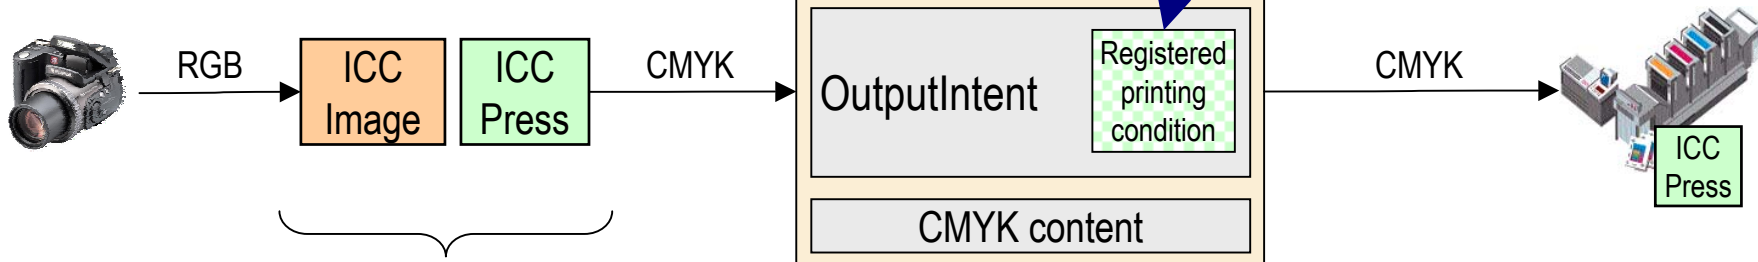 RGB
ICC
Image
ICC
Press
CMYK
OutputIntent
Registered
printing
condition
CMYK content
CMYK
ICC
Press